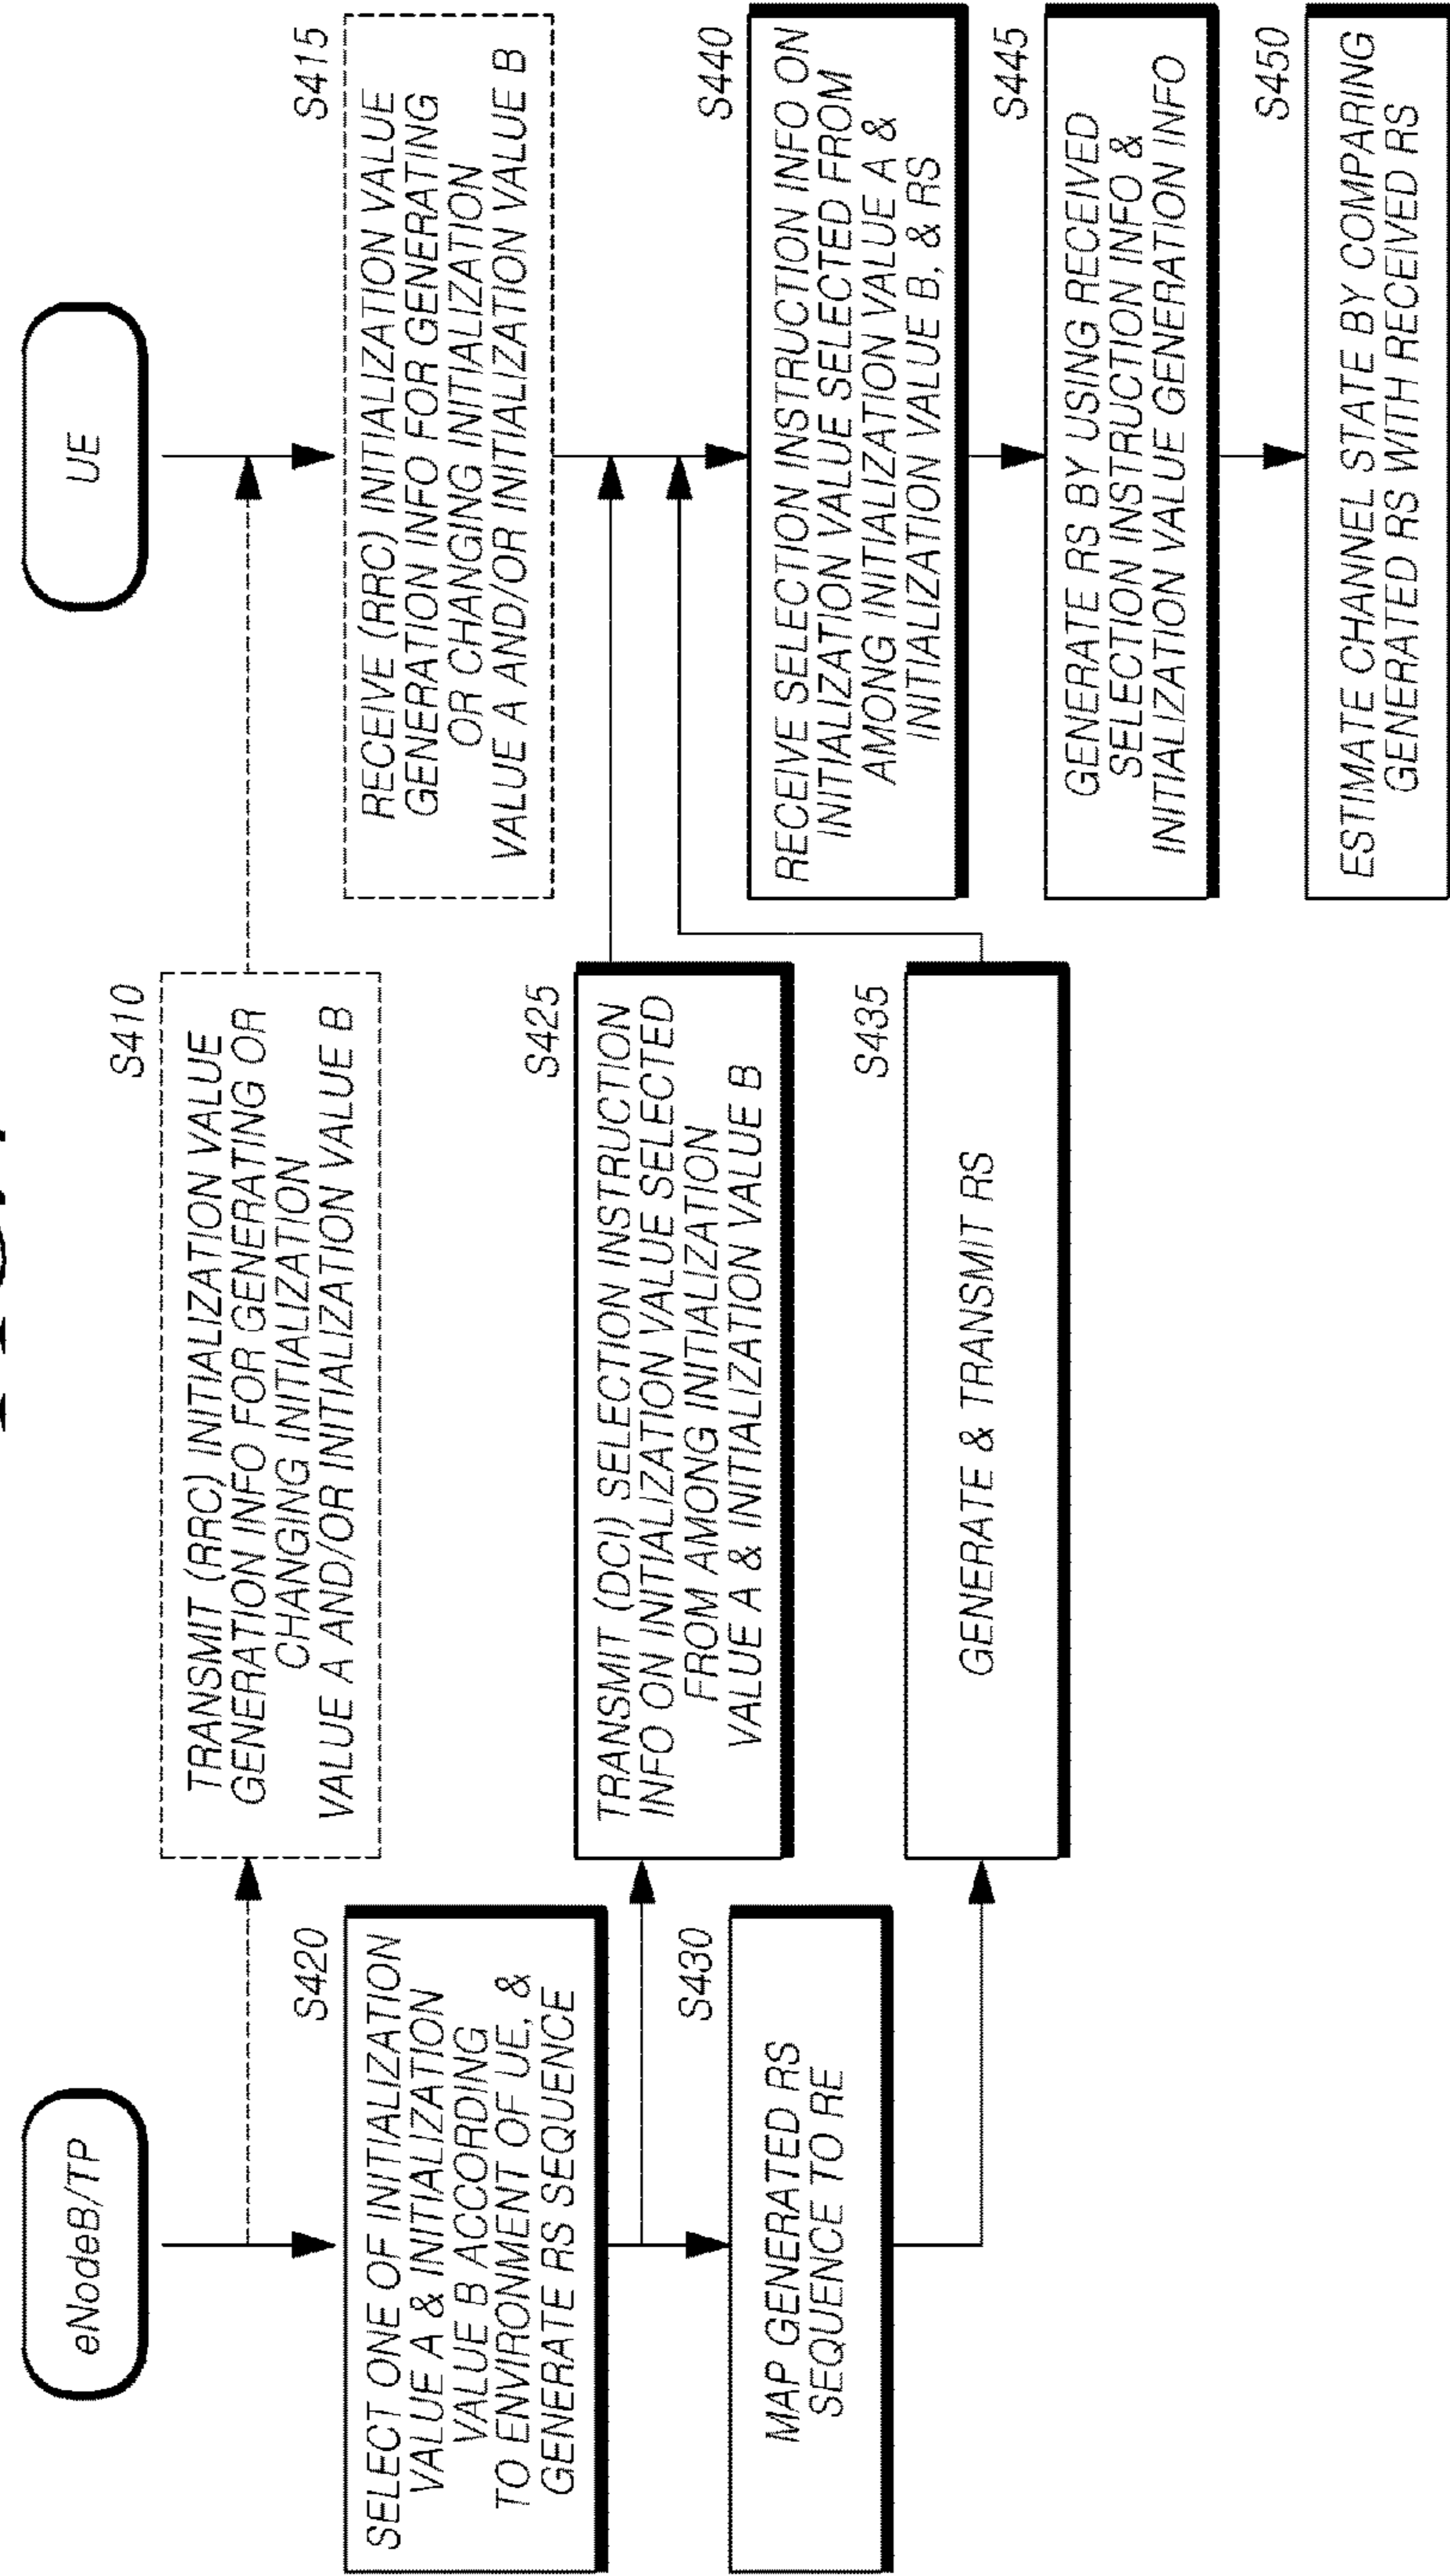 eNodeB/TP
UE
S410
TRANSMIT (RRC) INITIALIZATION VALUE
GENERATION INFO FOR GENERATING OR
CHANGING INITIALIZATION
VALUE A AND/OR INITIALIZATION VALUE B
S415
RECEIVE (RRC) INITIALIZATION VALUE
GENERATION INFO FOR GENERATING
OR CHANGING INITIALIZATION
VALUE A AND/OR INITIALIZATION VALUE B
S420
SELECT ONE OF INITIALIZATION
VALUE A & INITIALIZATION
VALUE B ACCORDING
TO ENVIRONMENT OF UE, &
GENERATE RS SEQUENCE
S425
TRANSMIT (DCI) SELECTION INSTRUCTION
INFO ON INITIALIZATION VALUE SELECTED
FROM AMONG INITIALIZATION
VALUE A & INITIALIZATION VALUE B
S430
MAP GENERATED RS
SEQUENCE TO RE
S435
GENERATE & TRANSMIT RS
S440
RECEIVE SELECTION INSTRUCTION INFO ON
INITIALIZATION VALUE SELECTED FROM
AMONG INITIALIZATION VALUE A &
INITIALIZATION VALUE B, & RS
S445
GENERATE RS BY USING RECEIVED
SELECTION INSTRUCTION INFO &
INITIALIZATION VALUE GENERATION INFO
S450
ESTIMATE CHANNEL STATE BY COMPARING
GENERATED RS WITH RECEIVED RS